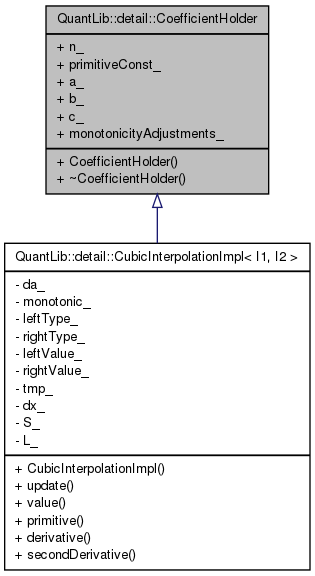 QuantLib::detail::CoefficientHolder
+ n_
+ primitiveConst_
+ a_
+ b_
+ c_
+ monotonicityAdjustments_
+ CoefficientHolder()
+ ~CoefficientHolder()
QuantLib::detail::CubicInterpolationImpl< I1, I2 >
- da_
- monotonic_
- leftType_
- rightType_
- leftValue_
- rightValue_
- tmp_
- dx_
- S_
- L_
+ CubicInterpolationImpl()
+ update()
+ value()
+ primitive()
+ derivative()
+ secondDerivative()